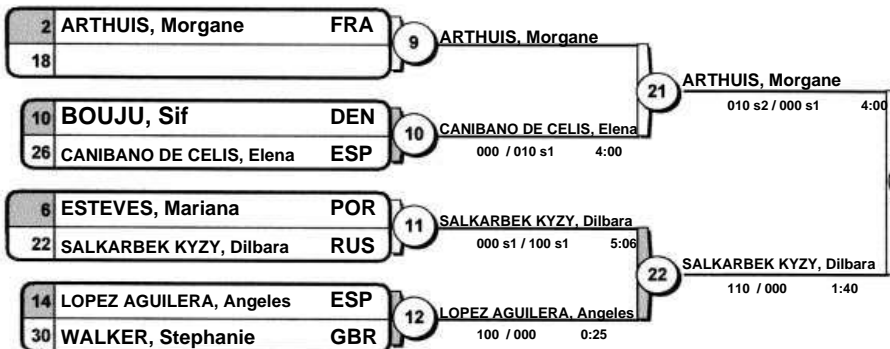 2 ARTHUIS, Morgane FRA
18
9
ARTHUIS, Morgane
10 BOUJU, Sif DEN
26 CANIBANO DE CELIS, Elena ESP
10
CANIBANO DE CELIS, Elena
000 / 010 s1 4:00
21
ARTHUIS, Morgane
010 s2 / 000 s1 4:00
6 ESTEVES, Mariana POR
22 SALKARBEK KYZY, Dilbara RUS
11
SALKARBEK KYZY, Dilbara
000 s1 / 100 s1 5:06
14 LOPEZ AGUILERA, Angeles ESP
30 WALKER, Stephanie GBR
12
LOPEZ AGUILERA, Angeles
100 / 000 0:25
22
SALKARBEK KYZY, Dilbara
110 / 000 1:40